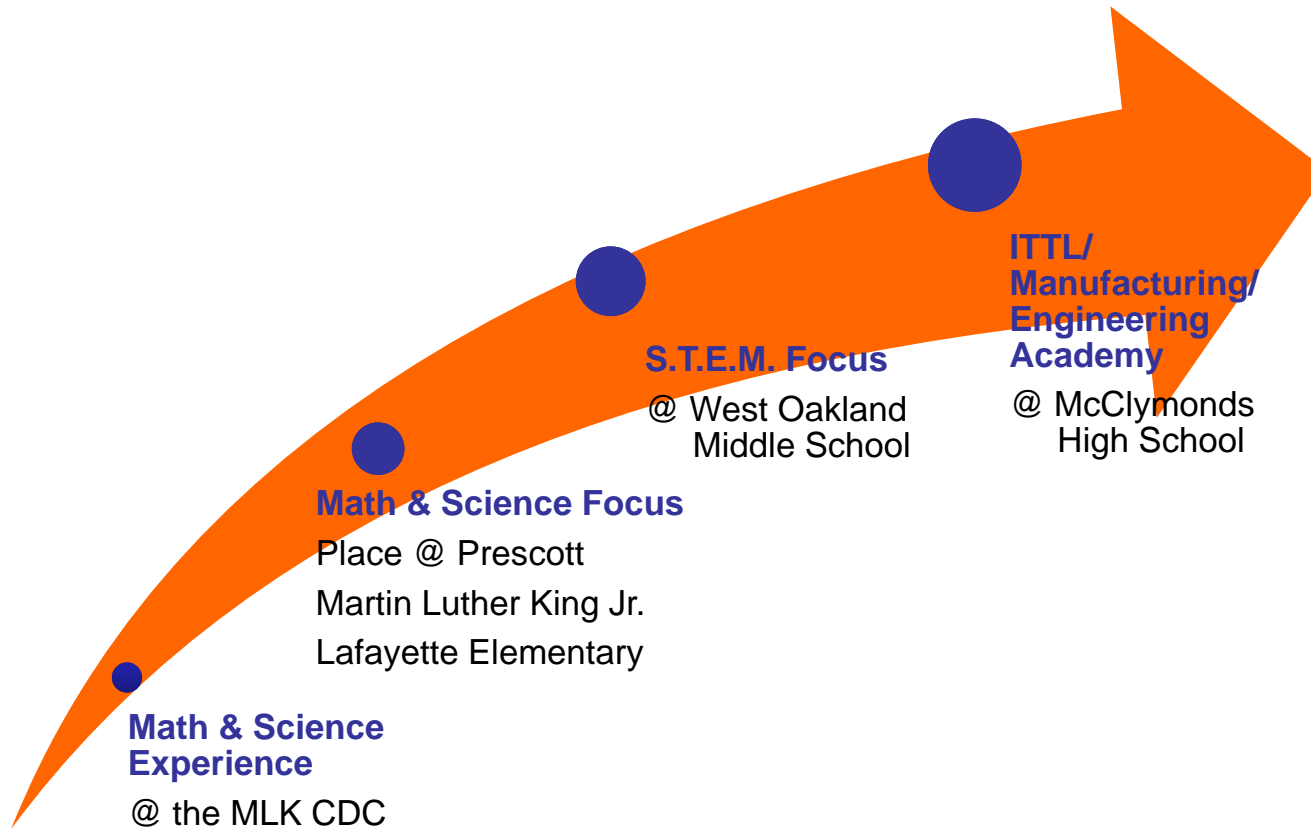 Math & Science
Experience
@ the MLK CDC
Math & Science Focus
Place @ Prescott
Martin Luther King Jr.
Lafayette Elementary
S.T.E.M. Focus
@ West Oakland
Middle School
ITTL/
Manufacturing/
Engineering
Academy
@ McClymonds
High School